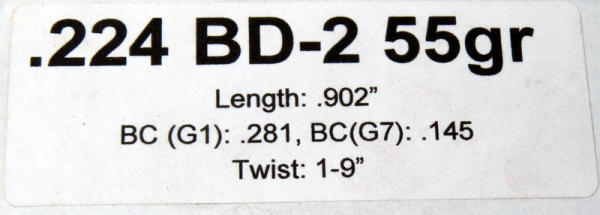 .224 BD-2 55gr
Length: .902”
BC (G1): .281, BC(G7): .145
Twist: 1-9”